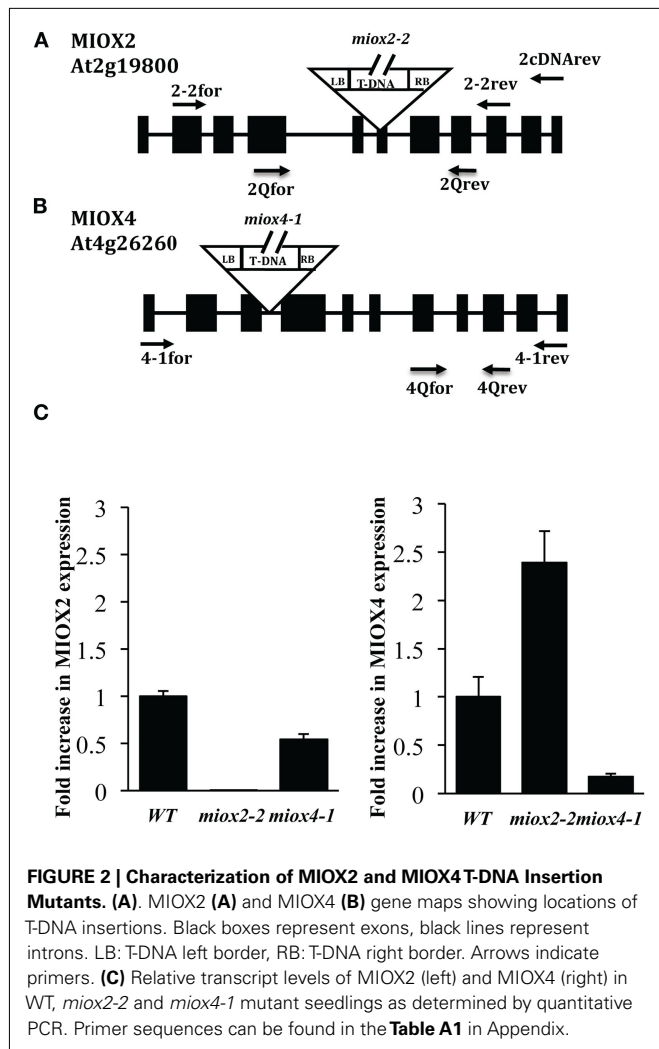 A
MIOX2
At2g19800
miox2-2
LB T-DNA RB
2-2for
2-2rev
2cDNArev
2Qfor
2Qrev
B
MIOX4
At4g26260
miox4-1
LB T-DNA RB
4-1for
4-1rev
4Qfor
4Qrev
C
Fold increase in MIOX2 expression
3
2.5
2
1.5
1
0.5
0
WT miox2-2 miox4-1
Fold increase in MIOX4 expression
3
2.5
2
1.5
1
0.5
0
WT miox2-2 miox4-1
FIGURE 2 | Characterization of MIOX2 and MIOX4 T-DNA Insertion
Mutants. (A). MIOX2 (A) and MIOX4 (B) gene maps showing locations of
T-DNA insertions. Black boxes represent exons, black lines represent
introns. LB: T-DNA left border, RB: T-DNA right border. Arrows indicate
primers. (C) Relative transcript levels of MIOX2 (left) and MIOX4 (right) in
WT, miox2-2 and miox4-1 mutant seedlings as determined by quantitative
PCR. Primer sequences can be found in the Table A1 in Appendix.